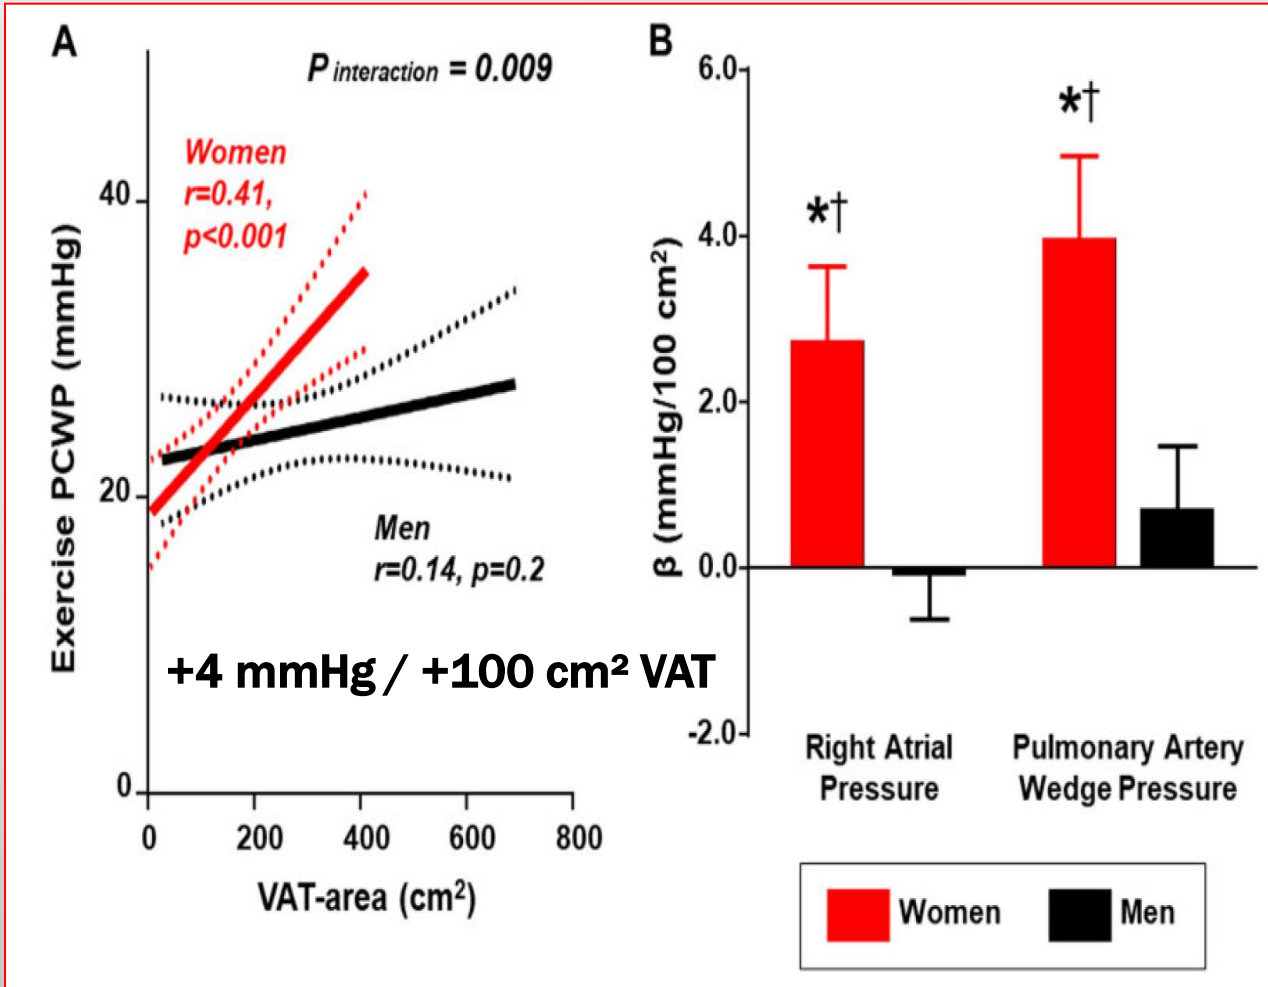 A
P interaction = 0.009
Women
r=0.41,
p<0.001
40
20
0
Exercise PCWP (mmHg)
Men
r=0.14, p=0.2
+4 mmHg / +100 cm² VAT
0 200 400 600 800
VAT-area (cm²)
B
6.0
4.0
2.0
0.0
-2.0
β (mmHg/100 cm²)
*†
*†
Right Atrial
Pressure
Pulmonary Artery
Wedge Pressure
Women
Men